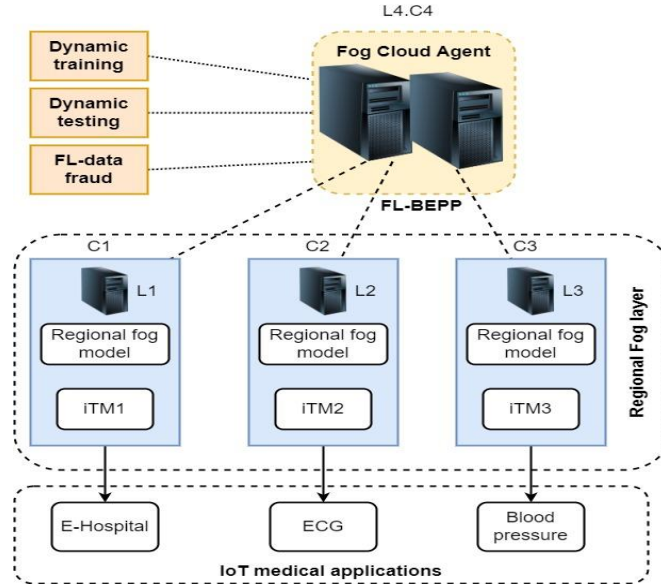 L4.C4
Dynamic
training
Fog Cloud Agent
Dynamic
testing
FL-data
fraud
FL-BEPP
C1
C2
C3
L1
L2
L3
Regional fog
model
Regional fog
model
Regional fog
model
iTM1
iTM2
iTM3
Regional Fog layer
E-Hospital
ECG
Blood
pressure
IoT medical applications